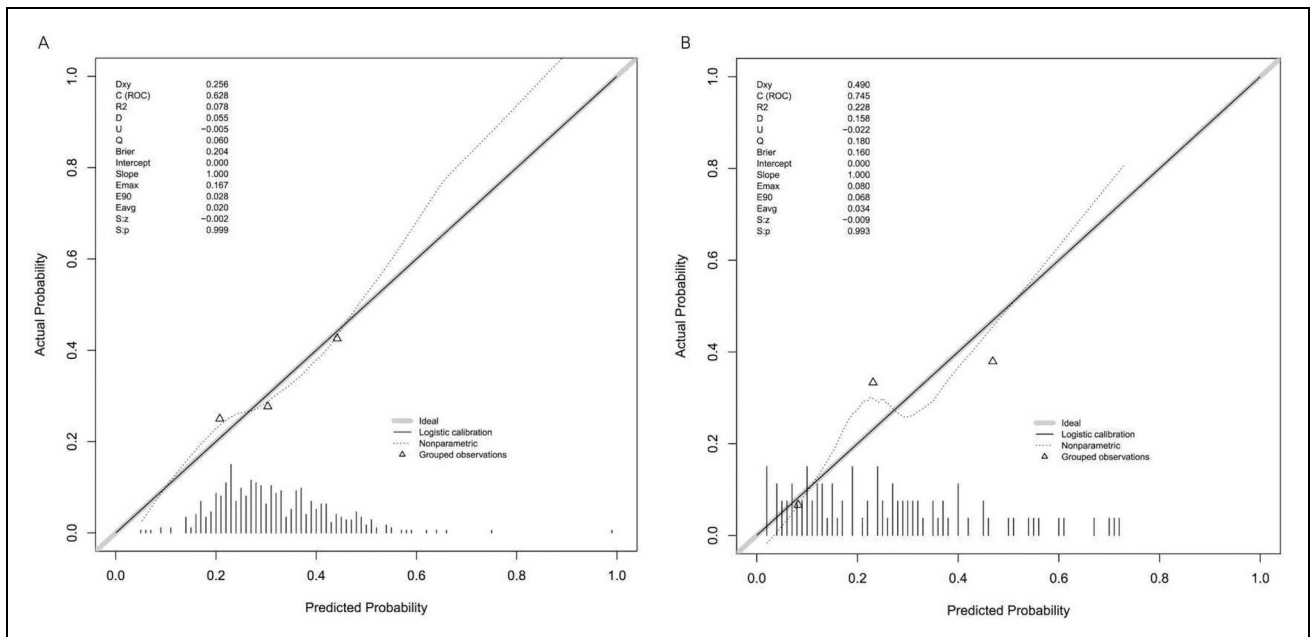 A
Dxy 0.256
C (ROC) 0.628
R2 0.078
D 0.055
U −0.005
Q 0.060
Brier 0.204
Intercept 0.000
Slope 1.000
Emax 0.167
E90 0.028
Eavg 0.020
S:z −0.002
S:p 0.999
Actual Probability
1.0
0.8
0.6
0.4
0.2
0.0
Ideal
Logistic calibration
Nonparametric
Grouped observations
0.0 0.2 0.4 0.6 0.8 1.0
Predicted Probability
B
Dxy 0.490
C (ROC) 0.745
R2 0.228
D 0.158
U −0.022
Q 0.180
Brier 0.160
Intercept 0.000
Slope 1.000
Emax 0.080
E90 0.068
Eavg 0.034
S:z −0.009
S:p 0.993
Actual Probability
1.0
0.8
0.6
0.4
0.2
0.0
Ideal
Logistic calibration
Nonparametric
Grouped observations
0.0 0.2 0.4 0.6 0.8 1.0
Predicted Probability